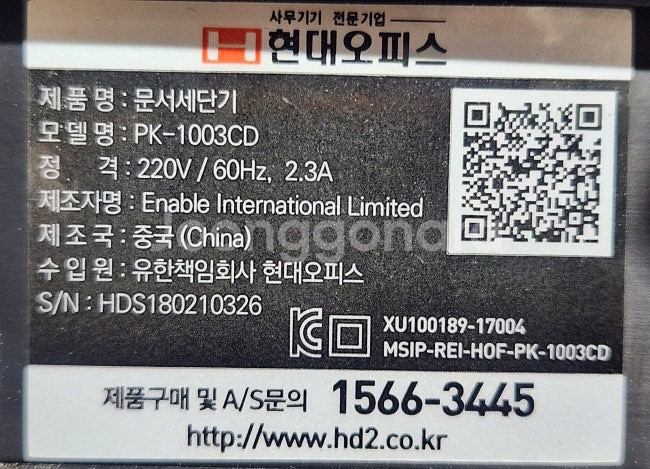 사무기기 전문기업
현대오피스
제 품 명 : 문서세단기
모 델 명 : PK-1003CD
정 격 : 220V / 60Hz, 2.3A
제조자명 : Enable International Limited
제 조 국 : 중국 (China)
수 입 원 : 유한책임회사 현대오피스
S/N : HDS180210326
XU100189-17004
MSIP-REI-HOF-PK-1003CD
제품구매 및 A/S문의 1566-3445
http://www.hd2.co.kr